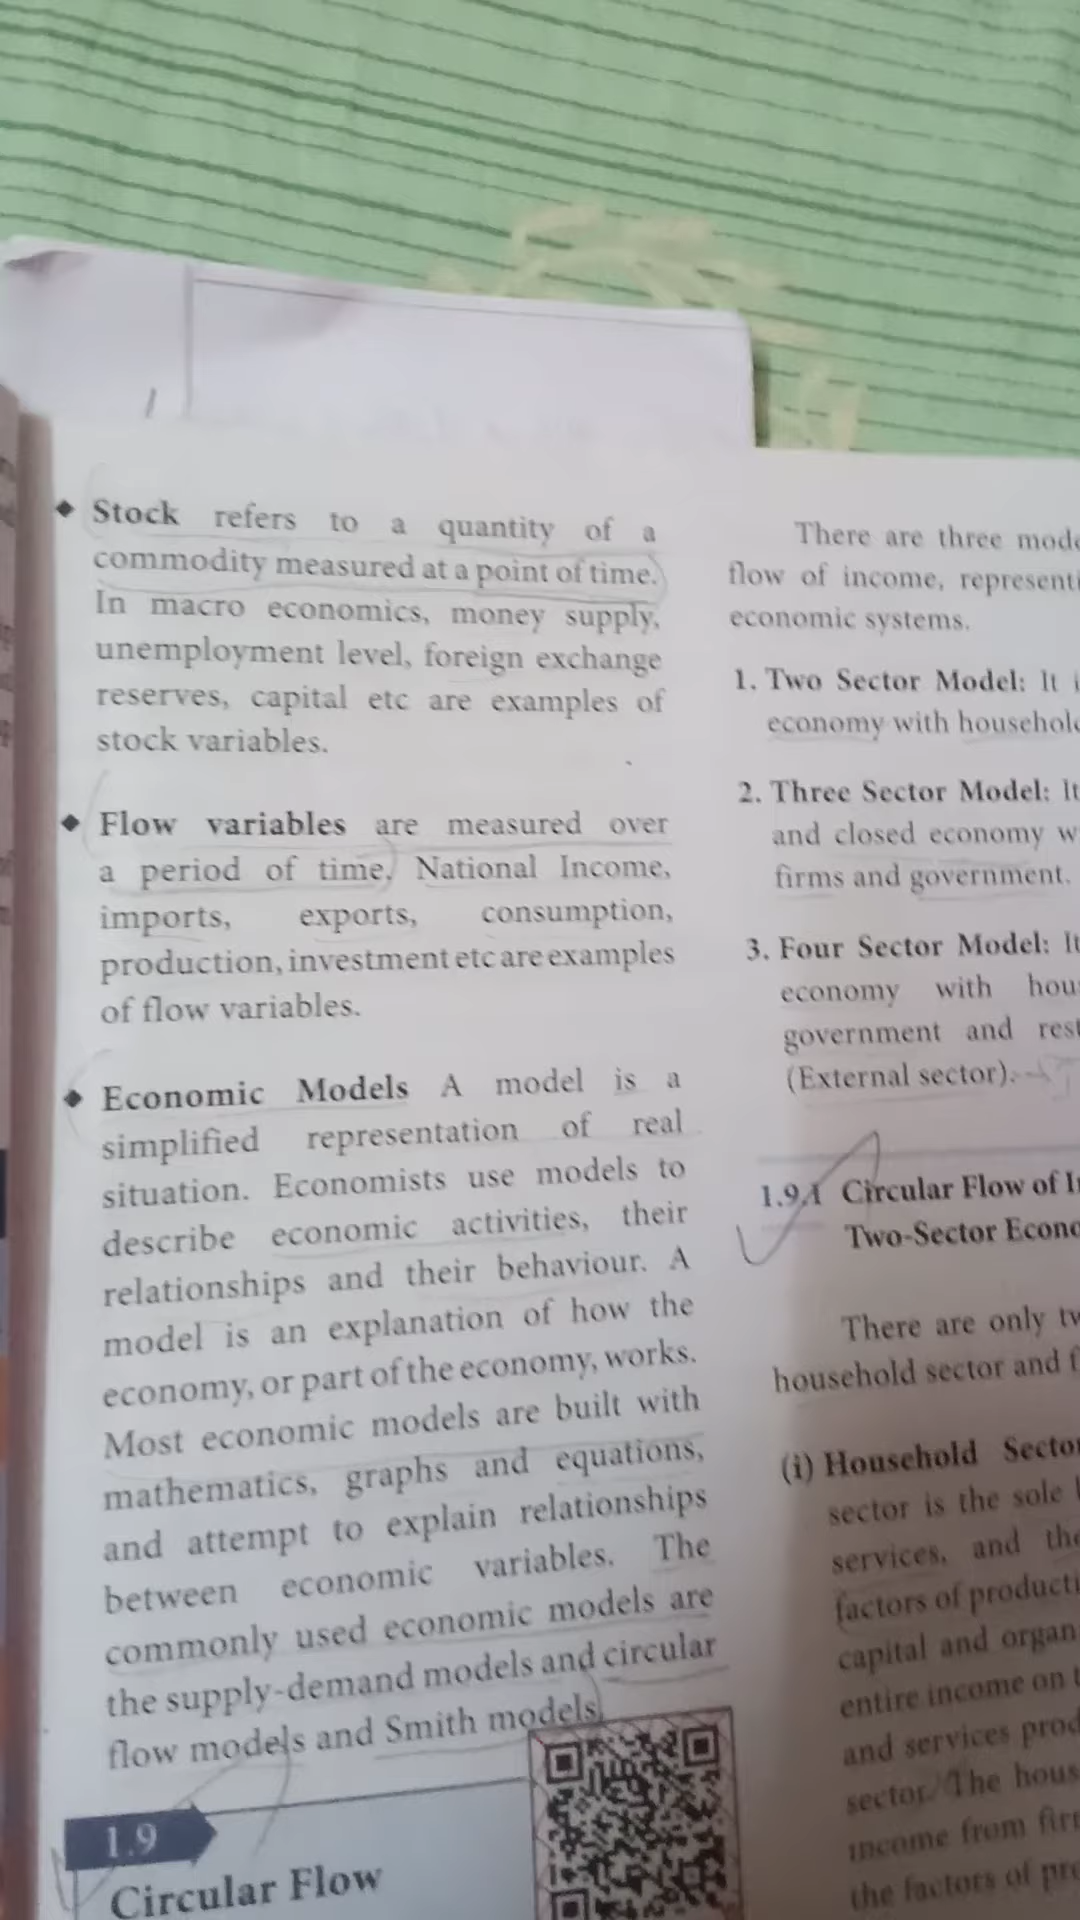 Stock refers to a quantity of a
commodity measured at a point of time.
In macro economics, money supply,
unemployment level, foreign exchange
reserves, capital etc are examples of
stock variables.
Flow variables are measured over
a period of time. National Income,
imports, exports, consumption,
production, investment etc are examples
of flow variables.
Economic Models A model is a
simplified representation of real
situation. Economists use models to
describe economic activities, their
relationships and their behaviour. A
model is an explanation of how the
economy, or part of the economy, works.
Most economic models are built with
mathematics, graphs and equations,
and attempt to explain relationships
between economic variables. The
commonly used economic models are
the supply-demand models and circular
flow models and Smith models.
1.9
Circular Flow
There are three
flow of income,
economic systems.
1. Two Sector Model: It
economy with
2. Three Sector Model: It
and closed economy
firms and government.
3. Four Sector Model: It
economy with
government and
(External sector).
1.9.1 Circular Flow of
Two-Sector
There are only
household sector and
(i) Household
sector is the sole
services, and
factors of
capital and
entire income on
and services
sector. The
income from
the factors of